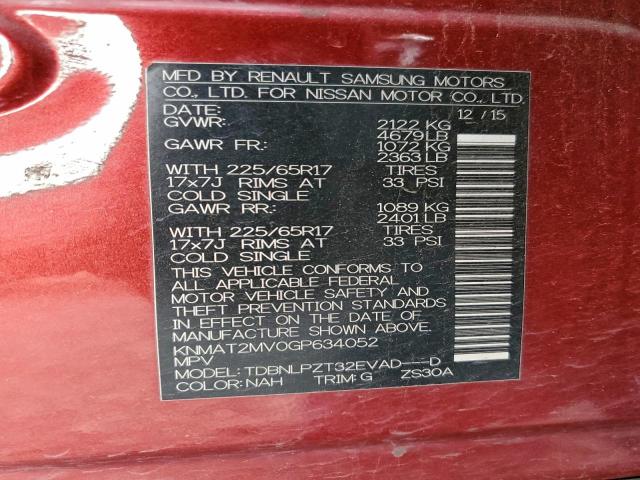 MFD BY RENAULT SAMSUNG MOTORS
CO., LTD. FOR NISSAN MOTOR CO., LTD.
DATE: 12 / 15
GVWR: 2122 KG
4679 LB
GAWR FR: 1072 KG
2363 LB
WITH 225/65R17 TIRES
17x7J RIMS AT 33 PSI
COLD SINGLE
GAWR RR: 1089 KG
2401 LB
WITH 225/65R17 TIRES
17x7J RIMS AT 33 PSI
COLD SINGLE
THIS VEHICLE CONFORMS TO
ALL APPLICABLE FEDERAL
MOTOR VEHICLE SAFETY AND
THEFT PREVENTION STANDARDS
IN EFFECT ON THE DATE OF
MANUFACTURE SHOWN ABOVE.
KNMAT2MV0GP634052
MPV
MODEL: TDBNLPZT32EVAD---D
COLOR: NAH TRIM: G ZS30A